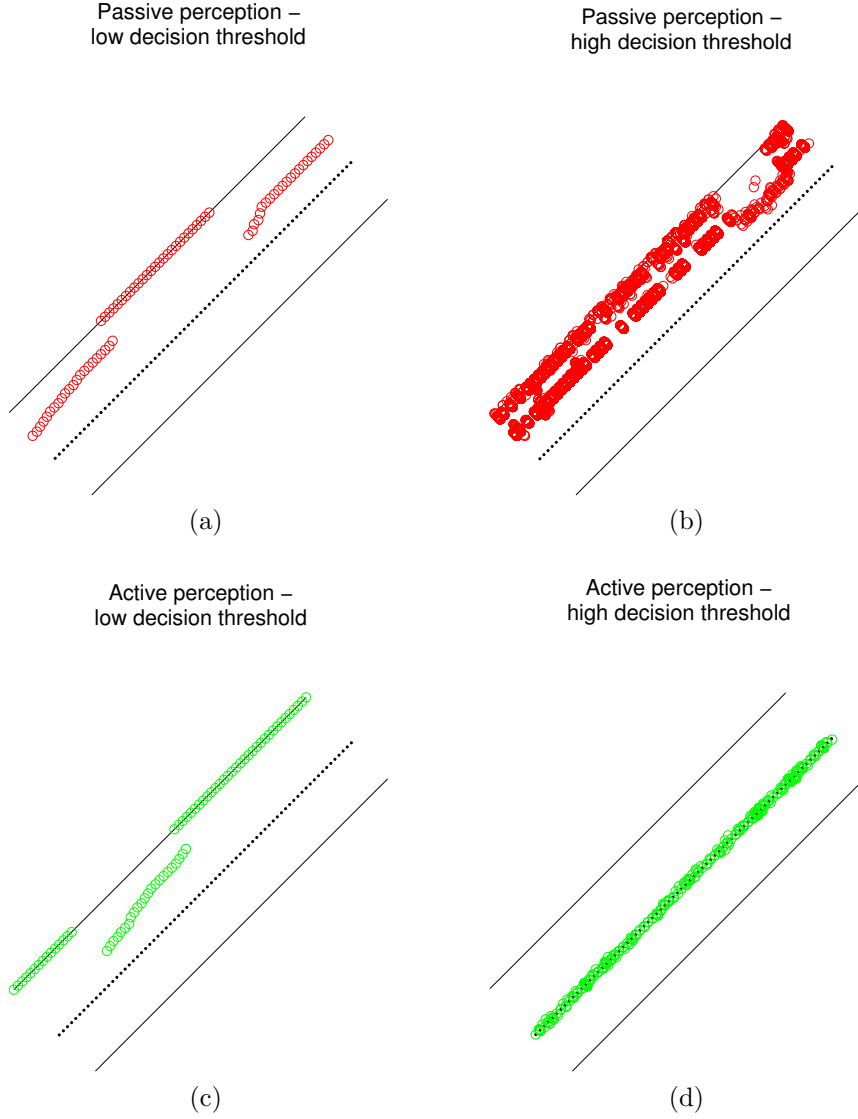 Passive perception –
low decision threshold
Passive perception –
high decision threshold
(a)
(b)
Active perception –
low decision threshold
Active perception –
high decision threshold
(c)
(d)